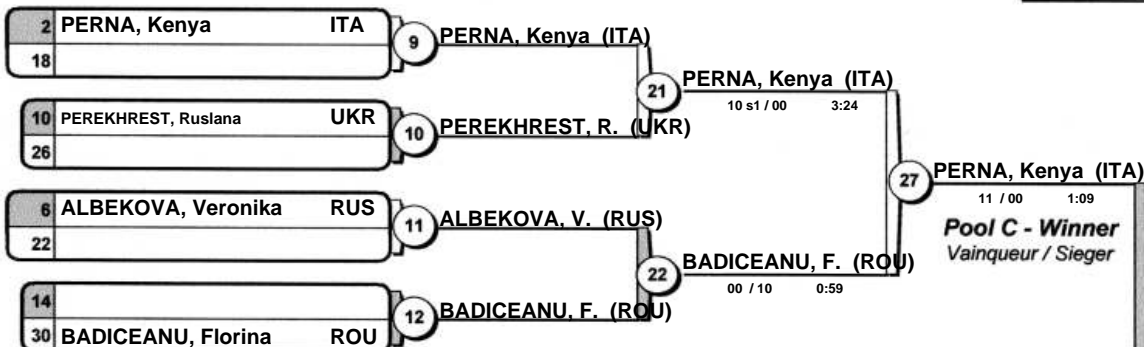 2 PERNA, Kenya ITA
18
9 PERNA, Kenya (ITA)
10 PEREKHREST, Ruslana UKR
26
10 PEREKHREST, R. (UKR)
21 PERNA, Kenya (ITA)
10 s1 / 00 3:24
6 ALBEKOVA, Veronika RUS
22
11 ALBEKOVA, V. (RUS)
14
30 BADICEANU, Florina ROU
12 BADICEANU, F. (ROU)
22 BADICEANU, F. (ROU)
00 / 10 0:59
27 PERNA, Kenya (ITA)
11 / 00 1:09
Pool C - Winner
Vainqueur / Sieger